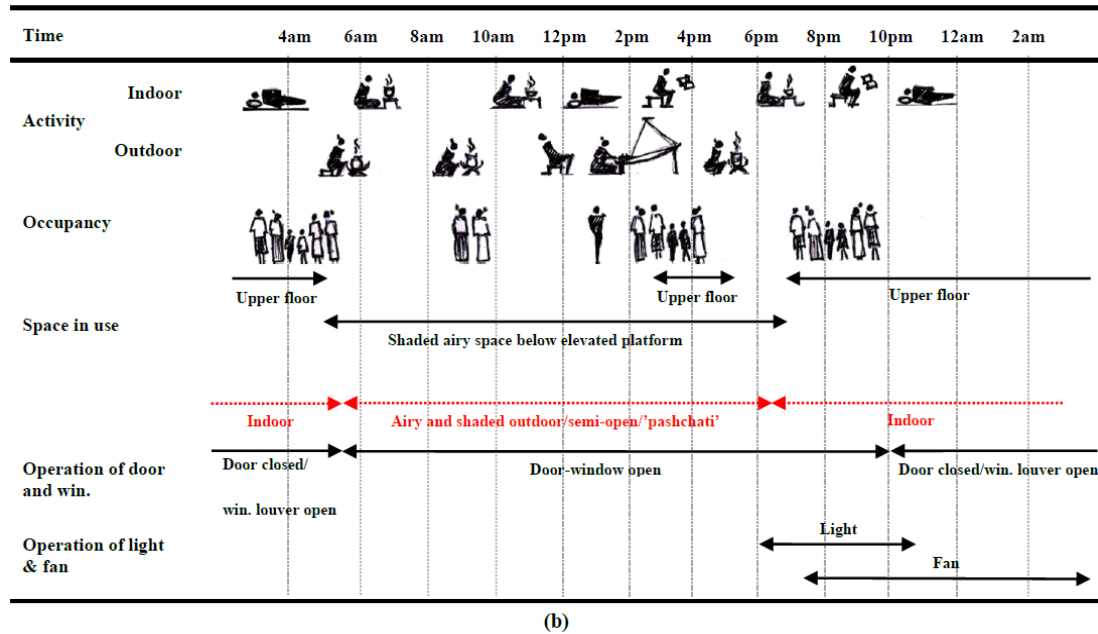 Time 4am 6am 8am 10am 12pm 2pm 4pm 6pm 8pm 10pm 12am 2am
Indoor
Activity
Outdoor
Occupancy
Upper floor Upper floor Upper floor
Space in use
Shaded airy space below elevated platform
Indoor Airy and shaded outdoor/semi-open/’pashchati’ Indoor
Operation of door
and win.
Door closed/
win. louver open
Door-window open
Door closed/win. louver open
Light
Operation of light
& fan
Fan
(b)